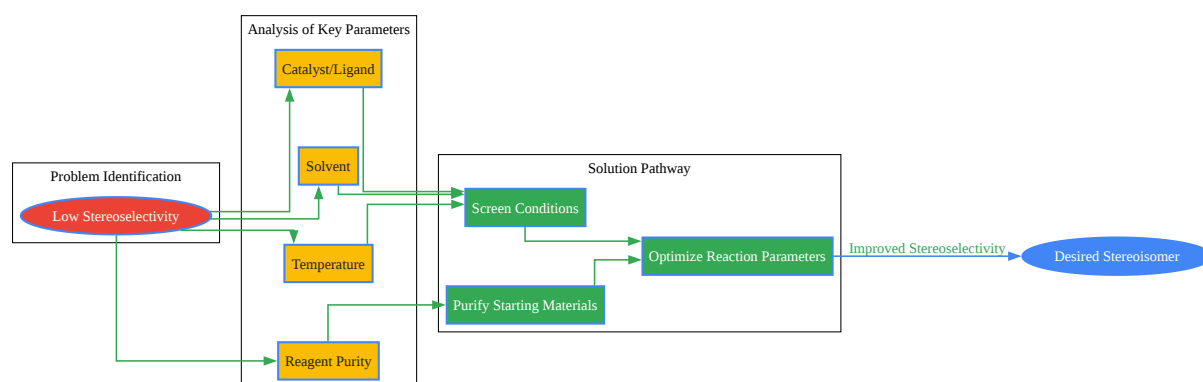 Analysis of Key Parameters
Catalyst/Ligand
Solvent
Temperature
Reagent Purity
Problem Identification
Low Stereoselectivity
Solution Pathway
Screen Conditions
Optimize Reaction Parameters
Purify Starting Materials
Improved Stereoselectivity
Desired Stereoisomer